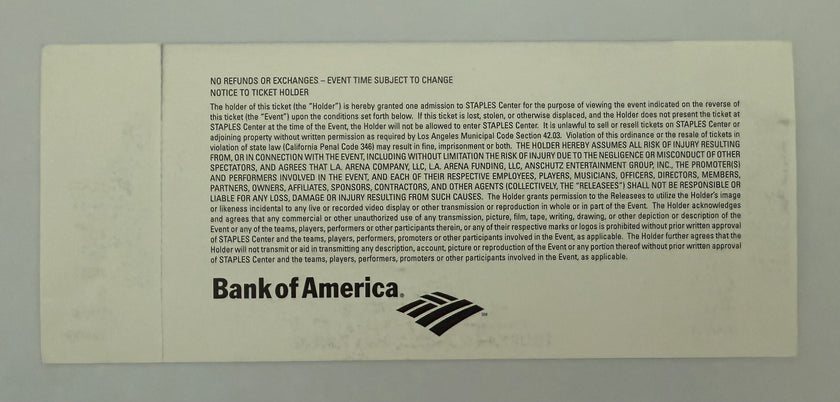 NO REFUNDS OR EXCHANGES – EVENT TIME SUBJECT TO CHANGE
NOTICE TO TICKET HOLDER
The holder of this ticket (the "Holder") is hereby granted one admission to STAPLES Center for the purpose of viewing the event indicated on the reverse of
this ticket (the "Event") upon the conditions set forth below. If this ticket is lost, stolen, or otherwise displaced, and the Holder does not present the ticket at
STAPLES Center at the time of the Event, the Holder will not be allowed to enter STAPLES Center. It is unlawful to sell or resell tickets on STAPLES Center or
adjoining property without written permission as required by Los Angeles Municipal Code Section 42.03. Violation of this ordinance or the resale of tickets in
violation of state law (California Penal Code 346) may result in fine, imprisonment or both. THE HOLDER HEREBY ASSUMES ALL RISK OF INJURY RESULTING
FROM, OR IN CONNECTION WITH THE EVENT, INCLUDING WITHOUT LIMITATION THE RISK OF INJURY DUE TO THE NEGLIGENCE OR MISCONDUCT OF OTHER
SPECTATORS, AND AGREES THAT L.A. ARENA COMPANY, LLC, L.A. ARENA FUNDING, LLC, ANSCHUTZ ENTERTAINMENT GROUP, INC., THE PROMOTER(S)
AND PERFORMERS INVOLVED IN THE EVENT, AND EACH OF THEIR RESPECTIVE EMPLOYEES, PLAYERS, MUSICIANS, OFFICERS, DIRECTORS, MEMBERS,
PARTNERS, OWNERS, AFFILIATES, SPONSORS, CONTRACTORS, AND OTHER AGENTS (COLLECTIVELY, THE "RELEASEES") SHALL NOT BE RESPONSIBLE OR
LIABLE FOR ANY LOSS, DAMAGE OR INJURY RESULTING FROM SUCH CAUSES. The Holder grants permission to the Releasees to utilize the Holder's image
or likeness incidental to any live or recorded video display or other transmission or reproduction in whole or in part of the Event. The Holder acknowledges
and agrees that any commercial or other unauthorized use of any transmission, picture, film, tape, writing, drawing, or other depiction or description of the
Event or any of the teams, players, performers or other participants therein, or any of their respective marks or logos is prohibited without prior written approval
of STAPLES Center and the teams, players, performers, promoters or other participants involved in the Event, as applicable. The Holder further agrees that the
Holder will not transmit or aid in transmitting any description, account, picture or reproduction of the Event or any portion thereof without prior written approval
of STAPLES Center and the teams, players, performers, promoters or other participants involved in the Event, as applicable.
Bank of America®
SM